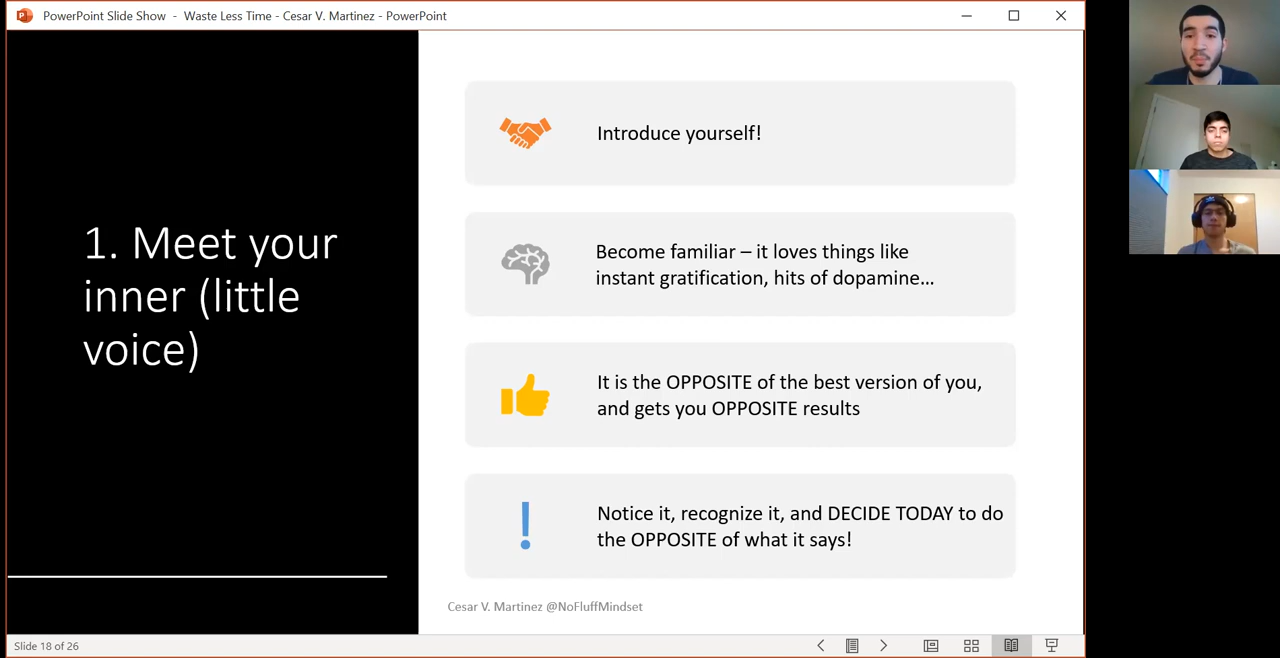 PowerPoint Slide Show - Waste Less Time - Cesar V. Martinez - PowerPoint
1. Meet your
inner (little
voice)
Introduce yourself!
Become familiar – it loves things like
instant gratification, hits of dopamine...
It is the OPPOSITE of the best version of you,
and gets you OPPOSITE results
Notice it, recognize it, and DECIDE TODAY to do
the OPPOSITE of what it says!
Cesar V. Martinez @NoFluffMindset
Slide 18 of 26